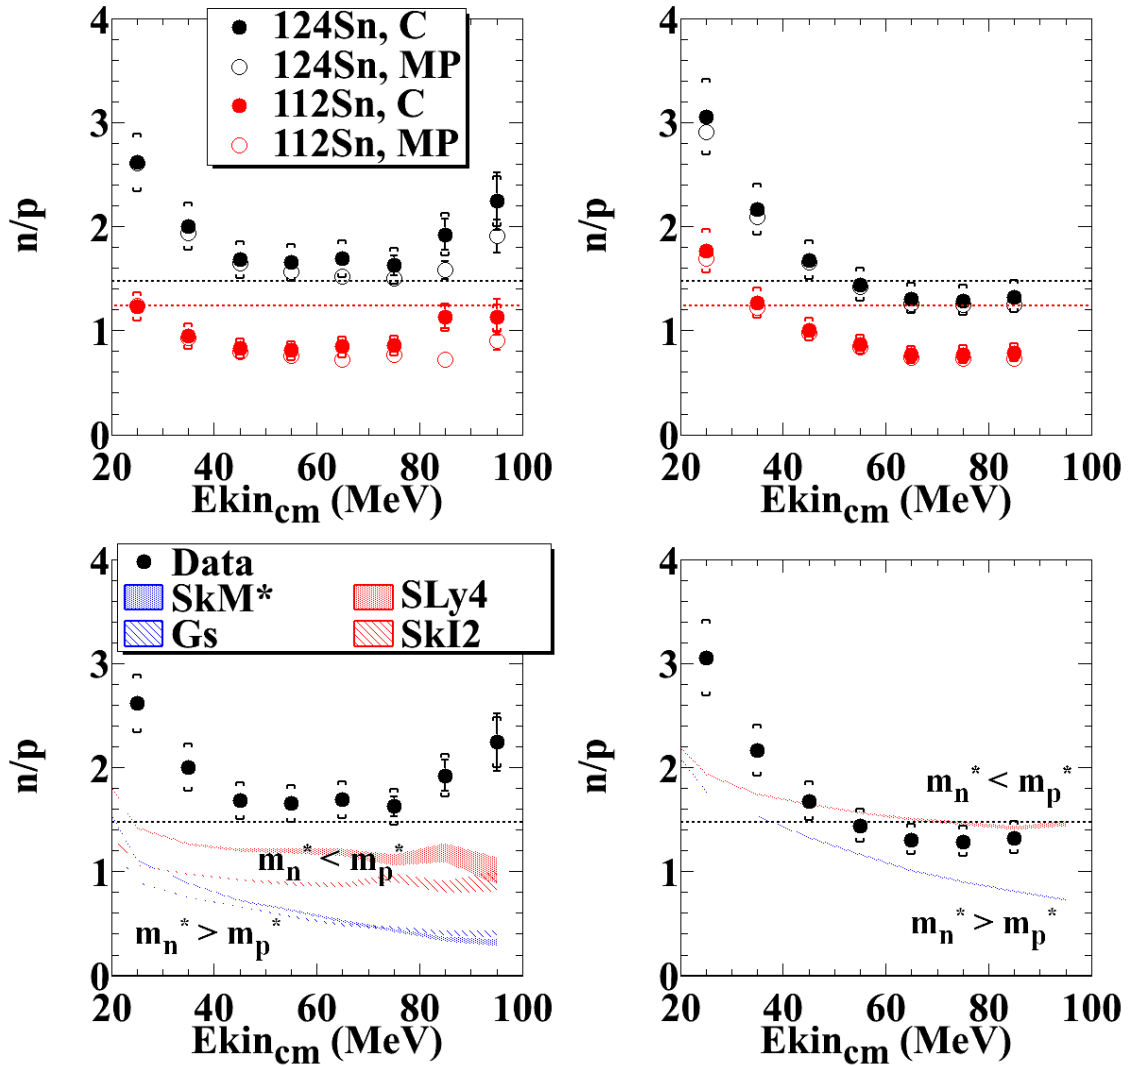 124Sn, C
124Sn, MP
112Sn, C
112Sn, MP
n/p
4
3
2
1
0
20 40 60 80 100
Ekin_cm (MeV)
n/p
4
3
2
1
0
20 40 60 80 100
Ekin_cm (MeV)
Data
SkM* SLy4
Gs SkI2
n/p
4
3
2
1
0
m_n^* < m_p^*
m_n^* > m_p^*
20 40 60 80 100
Ekin_cm (MeV)
n/p
4
3
2
1
0
m_n^* < m_p^*
m_n^* > m_p^*
20 40 60 80 100
Ekin_cm (MeV)